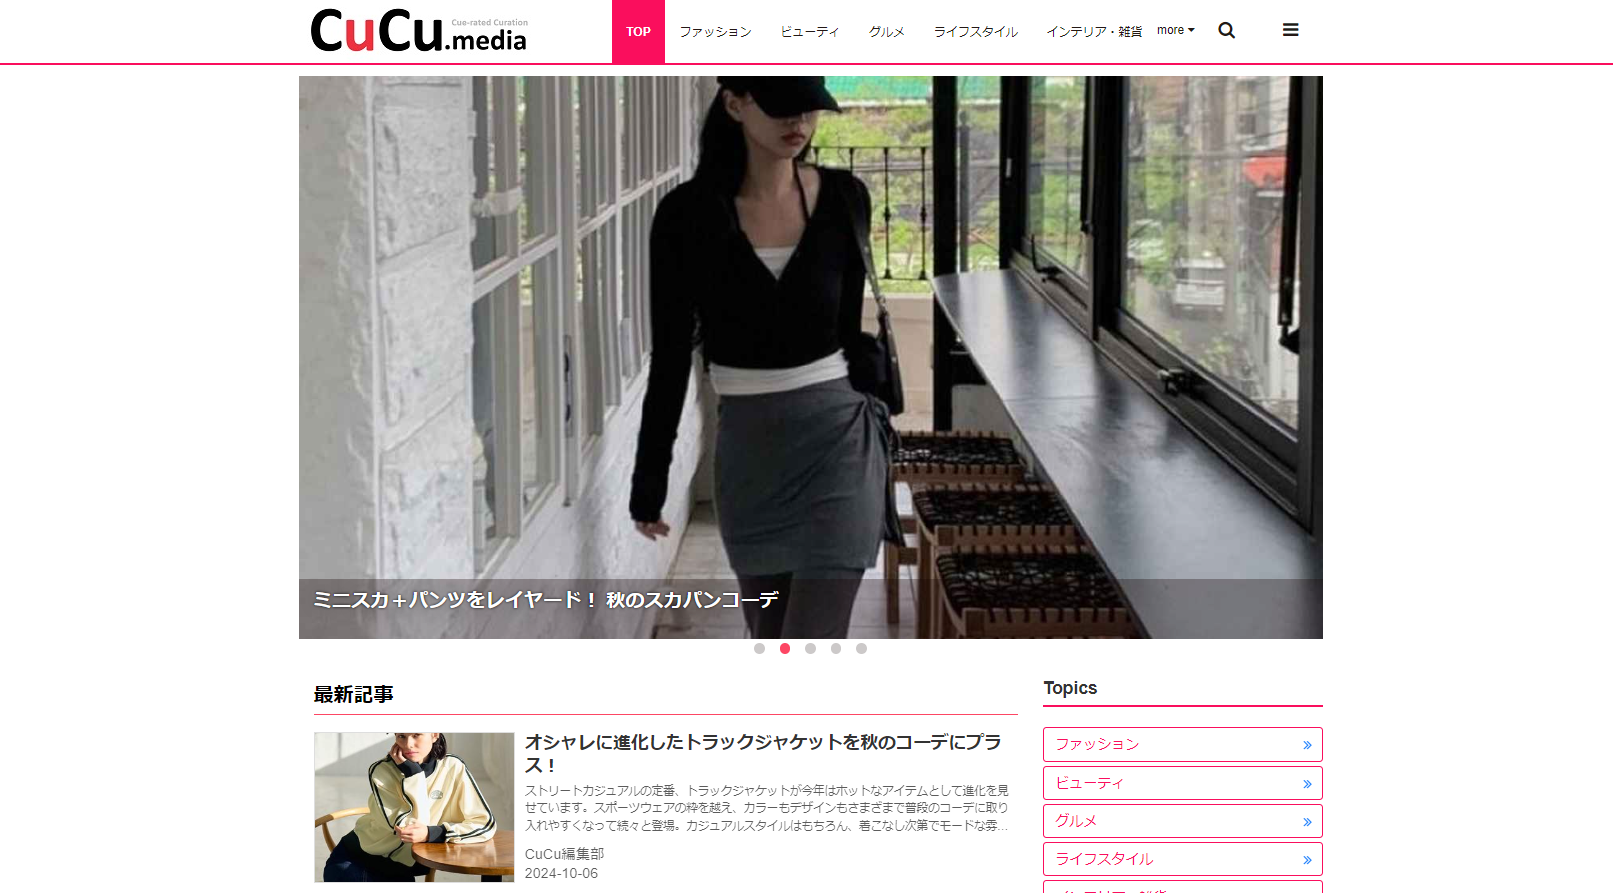 CuCu.media
Cue-rated Curation
TOP
ファッション
ビューティ
グルメ
ライフスタイル
インテリア・雑貨
more
ミニスカ＋パンツをレイヤード！ 秋のスカパンコーデ
最新記事
オシャレに進化したトラックジャケットを秋のコーデにプラ
ス！
ストリートカジュアルの定番、トラックジャケットが今年はホットなアイテムとして進化を見
せています。スポーツウェアの枠を越え、カラーもデザインもさまざまで普段のコーデに取り
入れやすくなって続々と登場。カジュアルスタイルはもちろん、着こなし次第でモードな雰...
CuCu編集部
2024-10-06
Topics
ファッション
ビューティ
グルメ
ライフスタイル